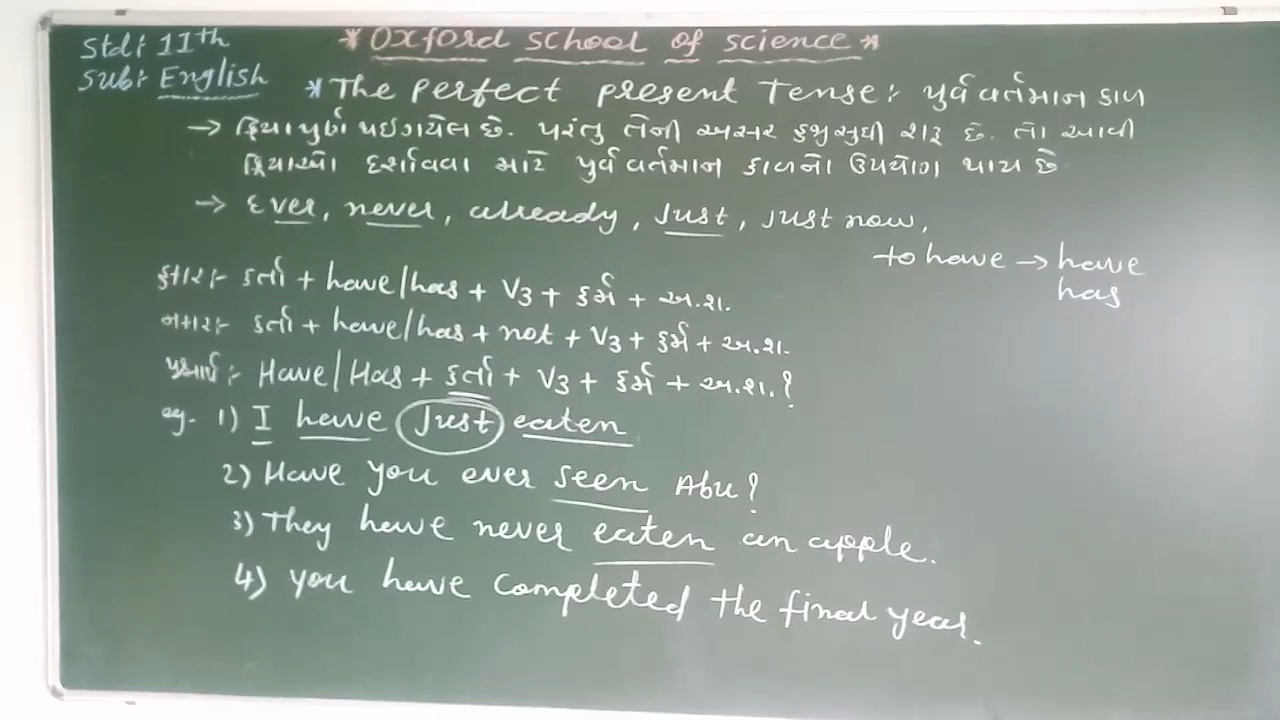 Std: 11th
Sub: English
* Oxford school of science *
* The perfect present Tense: પુર્વ વર્તમાન કાળ
→ ક્રિયા પુર્ણ થઇ ગયેલ છે. પરંતુ તેની અસર હજુ સુધી શરૂ છે. તો આવી
ક્રિયાઓ દર્શાવવા માટે પુર્વ વર્તમાન કાળનો ઉપયોગ થાય છે
→ Ever, never, already, Just, Just now,
to have → have
has
હકાર:- કર્તા + have/has + V3 + કર્મ + અ.શ.
નકાર:- કર્તા + have/has + not + V3 + કર્મ + અ.શ.
પ્રશ્નાર્થ:- Have/Has + કર્તા + V3 + કર્મ + અ.શ.?
eg. 1) I have Just eaten
2) Have you ever seen Abu?
3) They have never eaten an apple.
4) you have completed the final year.